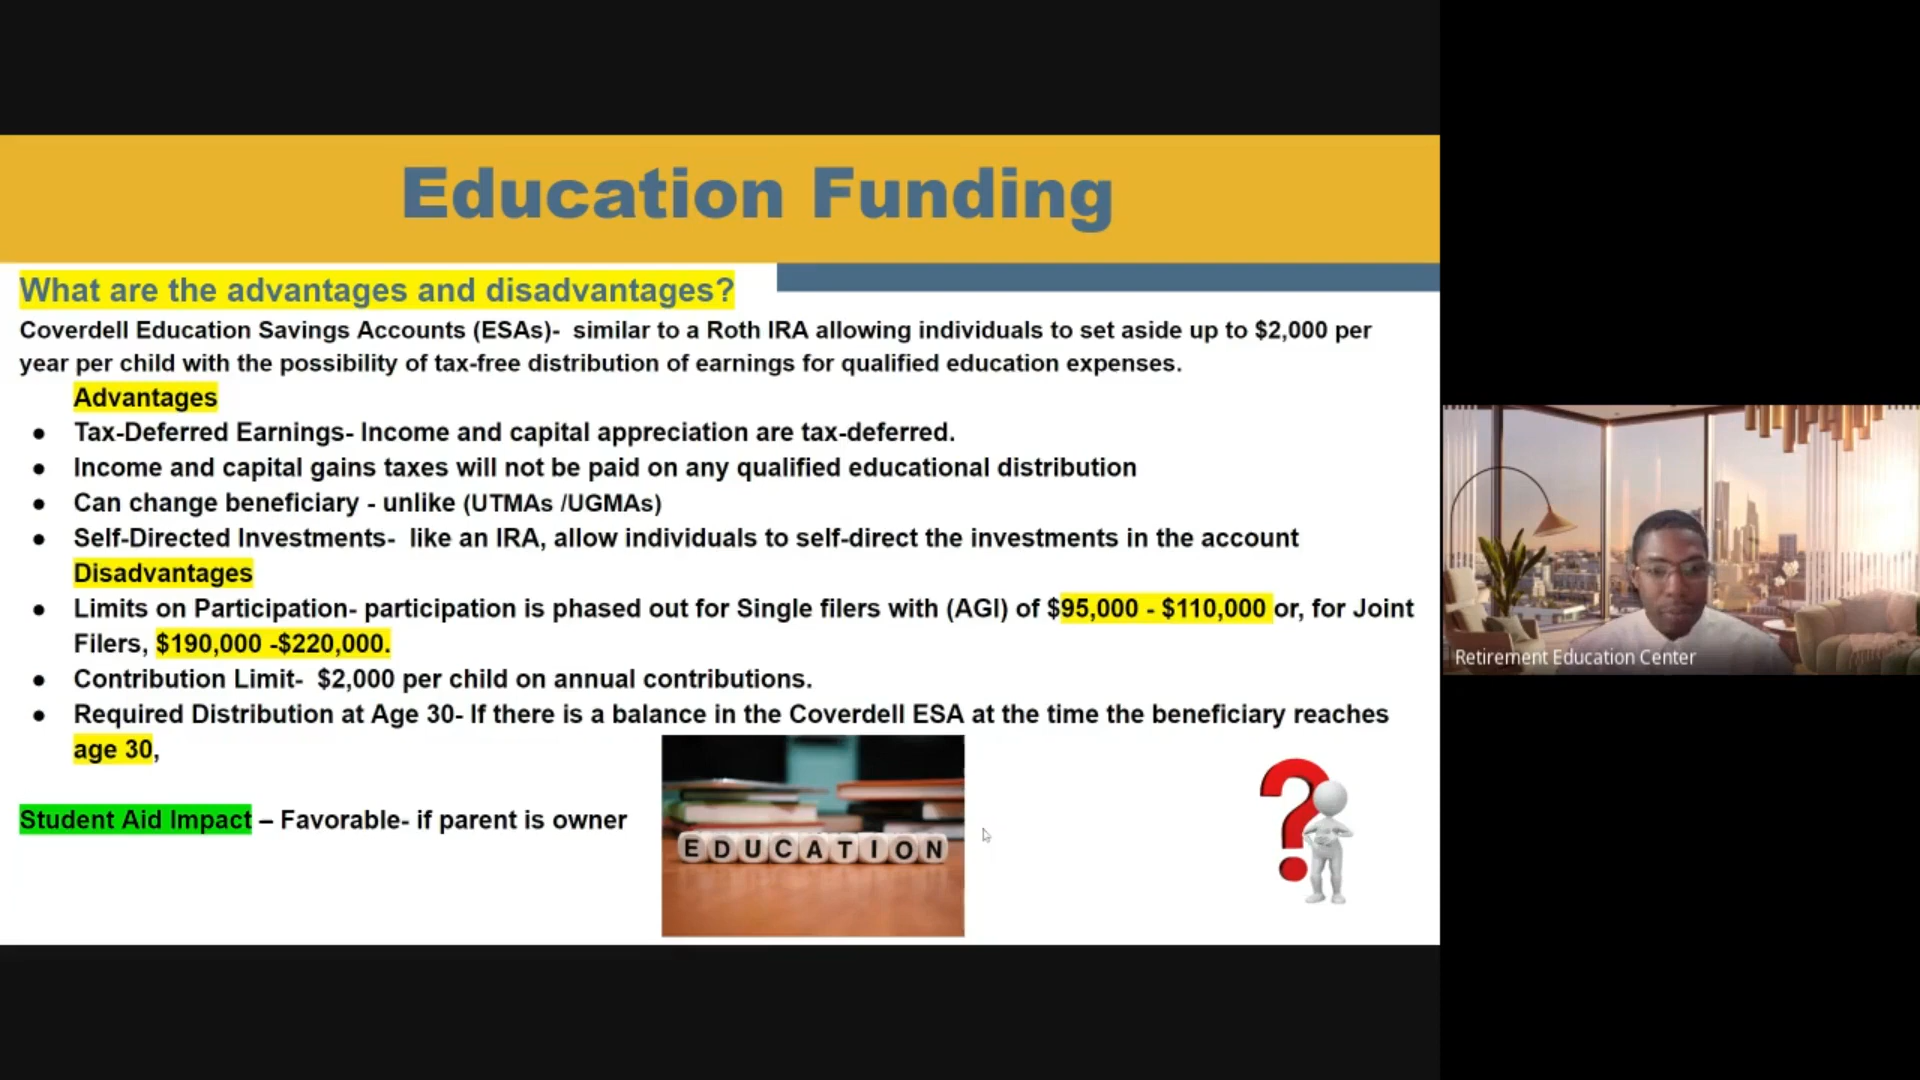 Education Funding
What are the advantages and disadvantages?
Coverdell Education Savings Accounts (ESAs)- similar to a Roth IRA allowing individuals to set aside up to $2,000 per
year per child with the possibility of tax-free distribution of earnings for qualified education expenses.
Advantages
● Tax-Deferred Earnings- Income and capital appreciation are tax-deferred.
● Income and capital gains taxes will not be paid on any qualified educational distribution
● Can change beneficiary - unlike (UTMAs /UGMAs)
● Self-Directed Investments- like an IRA, allow individuals to self-direct the investments in the account
Disadvantages
● Limits on Participation- participation is phased out for Single filers with (AGI) of $95,000 - $110,000 or, for Joint
Filers, $190,000 -$220,000.
● Contribution Limit- $2,000 per child on annual contributions.
● Required Distribution at Age 30- If there is a balance in the Coverdell ESA at the time the beneficiary reaches
age 30,
Student Aid Impact – Favorable- if parent is owner
EDUCATION
?
Retirement Education Center